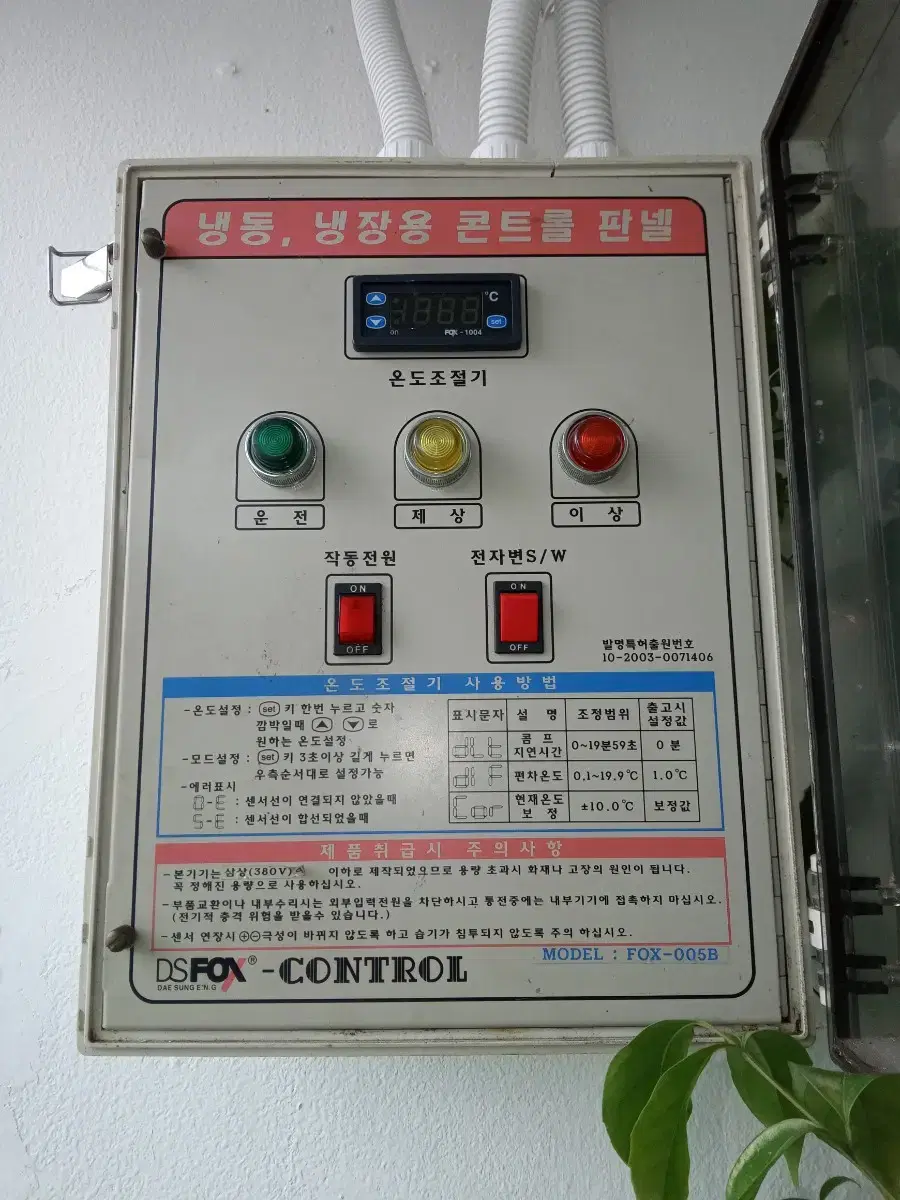 냉동, 냉장용 콘트롤 판넬
°C
set
on
FOX - 1004
온도조절기
운 전
제 상
이 상
작동전원
전자변S/W
ON
OFF
ON
OFF
발명특허출원번호
10-2003-0071406
온도조절기 사용방법
-온도설정 : set 키 한번 누르고 숫자
깜박일때 ▲ ▼ 로
원하는 온도설정
-모드설정 : set 키 3초이상 길게 누르면
우측순서대로 설정가능
-에러표시
O-E : 센서선이 연결되지 않았을때
S-E : 센서선이 합선되었을때
표시문자 설 명 조정범위 출고시 설정값
dLt 콤프 지연시간 0~19분59초 0 분
diF 편차온도 0.1~19.9℃ 1.0℃
Cor 현재온도 보 정 ±10.0℃ 보정값
제품취급시 주의사항
-본기기는 삼상(380V) 이하로 제작되었으므로 용량 초과시 화재나 고장의 원인이 됩니다.
꼭 정해진 용량으로 사용하십시오.
-부품교환이나 내부수리시는 외부입력전원을 차단하시고 통전중에는 내부기기에 접촉하지 마십시오.
(전기적 충격 위험을 받을수 있습니다.)
-센서 연장시 ⊕⊖극성이 바뀌지 않도록 하고 습기가 침투되지 않도록 주의 하십시오.
DSFOX® -CONTROL
DAE SUNG E'N.G
MODEL : FOX-005B